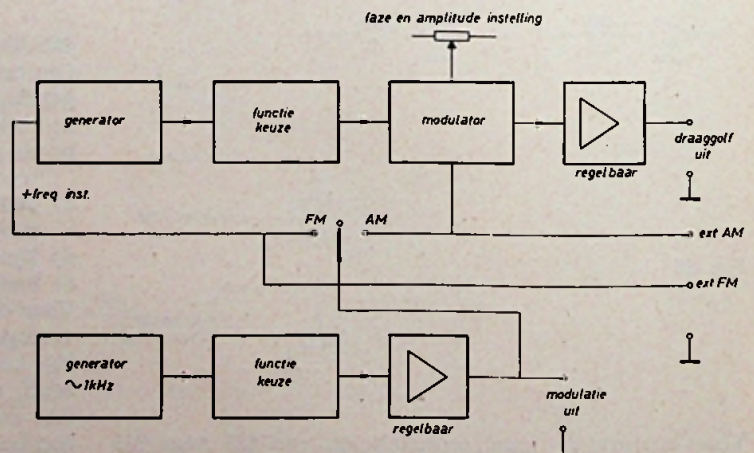 faze en amplitude instelling
generator
functie
keuze
modulator
regelbaar
draaggolf
uit
+freq inst.
FM
AM
ext AM
ext FM
generator
~1kHz
functie
keuze
regelbaar
modulatie
uit